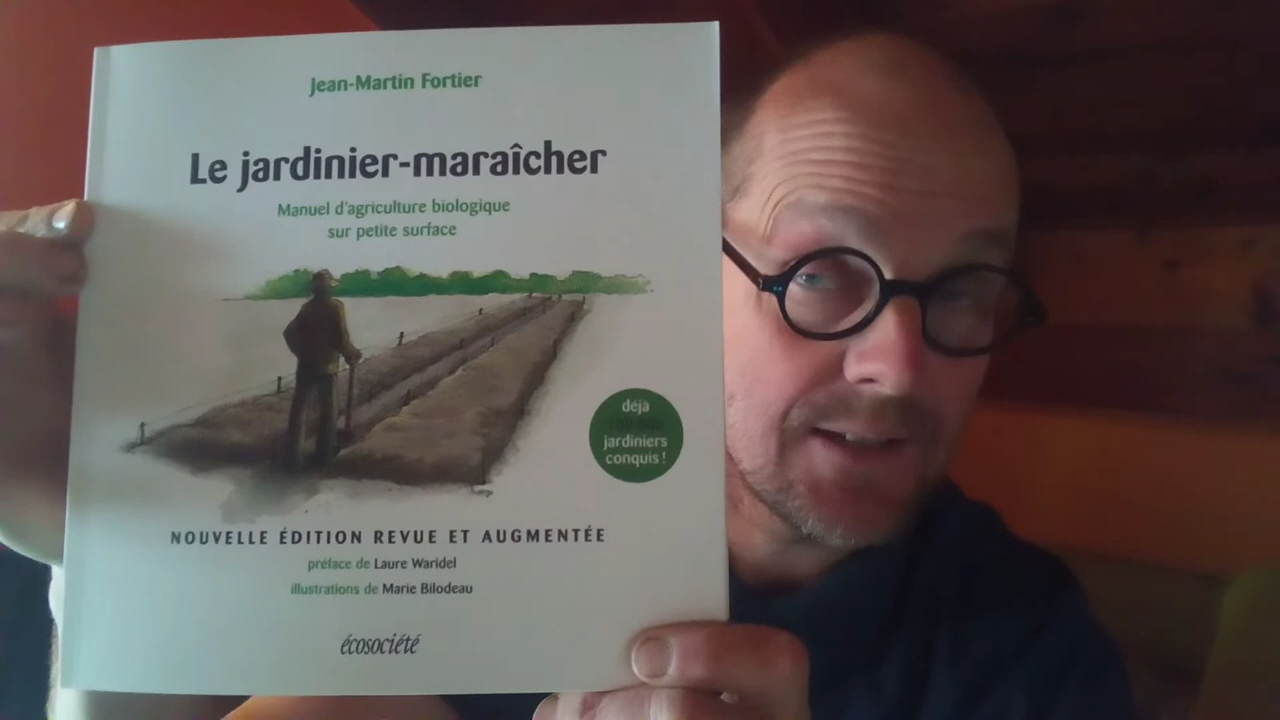 Jean-Martin Fortier
Le jardinier-maraîcher
Manuel d'agriculture biologique
sur petite surface
déjà
jardiniers
conquis !
NOUVELLE ÉDITION REVUE ET AUGMENTÉE
préface de Laure Waridel
illustrations de Marie Bilodeau
écosociété